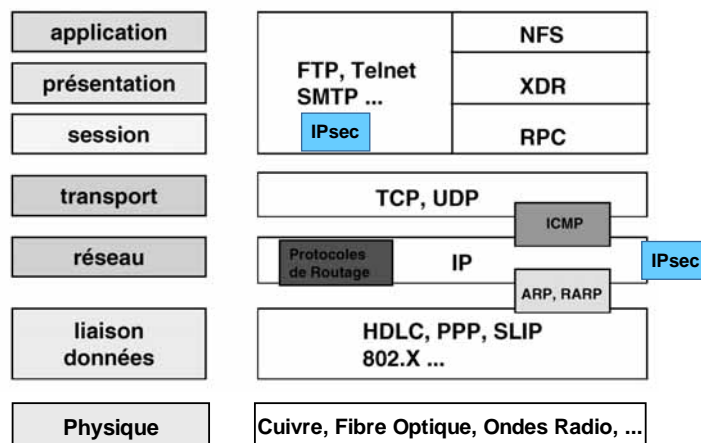 application
NFS
FTP, Telnet
SMTP ...
présentation
XDR
session
IPsec
RPC
transport
TCP, UDP
ICMP
réseau
Protocoles
de Routage
IP
IPsec
ARP, RARP
liaison
données
HDLC, PPP, SLIP
802.X ...
Physique
Cuivre, Fibre Optique, Ondes Radio, ...